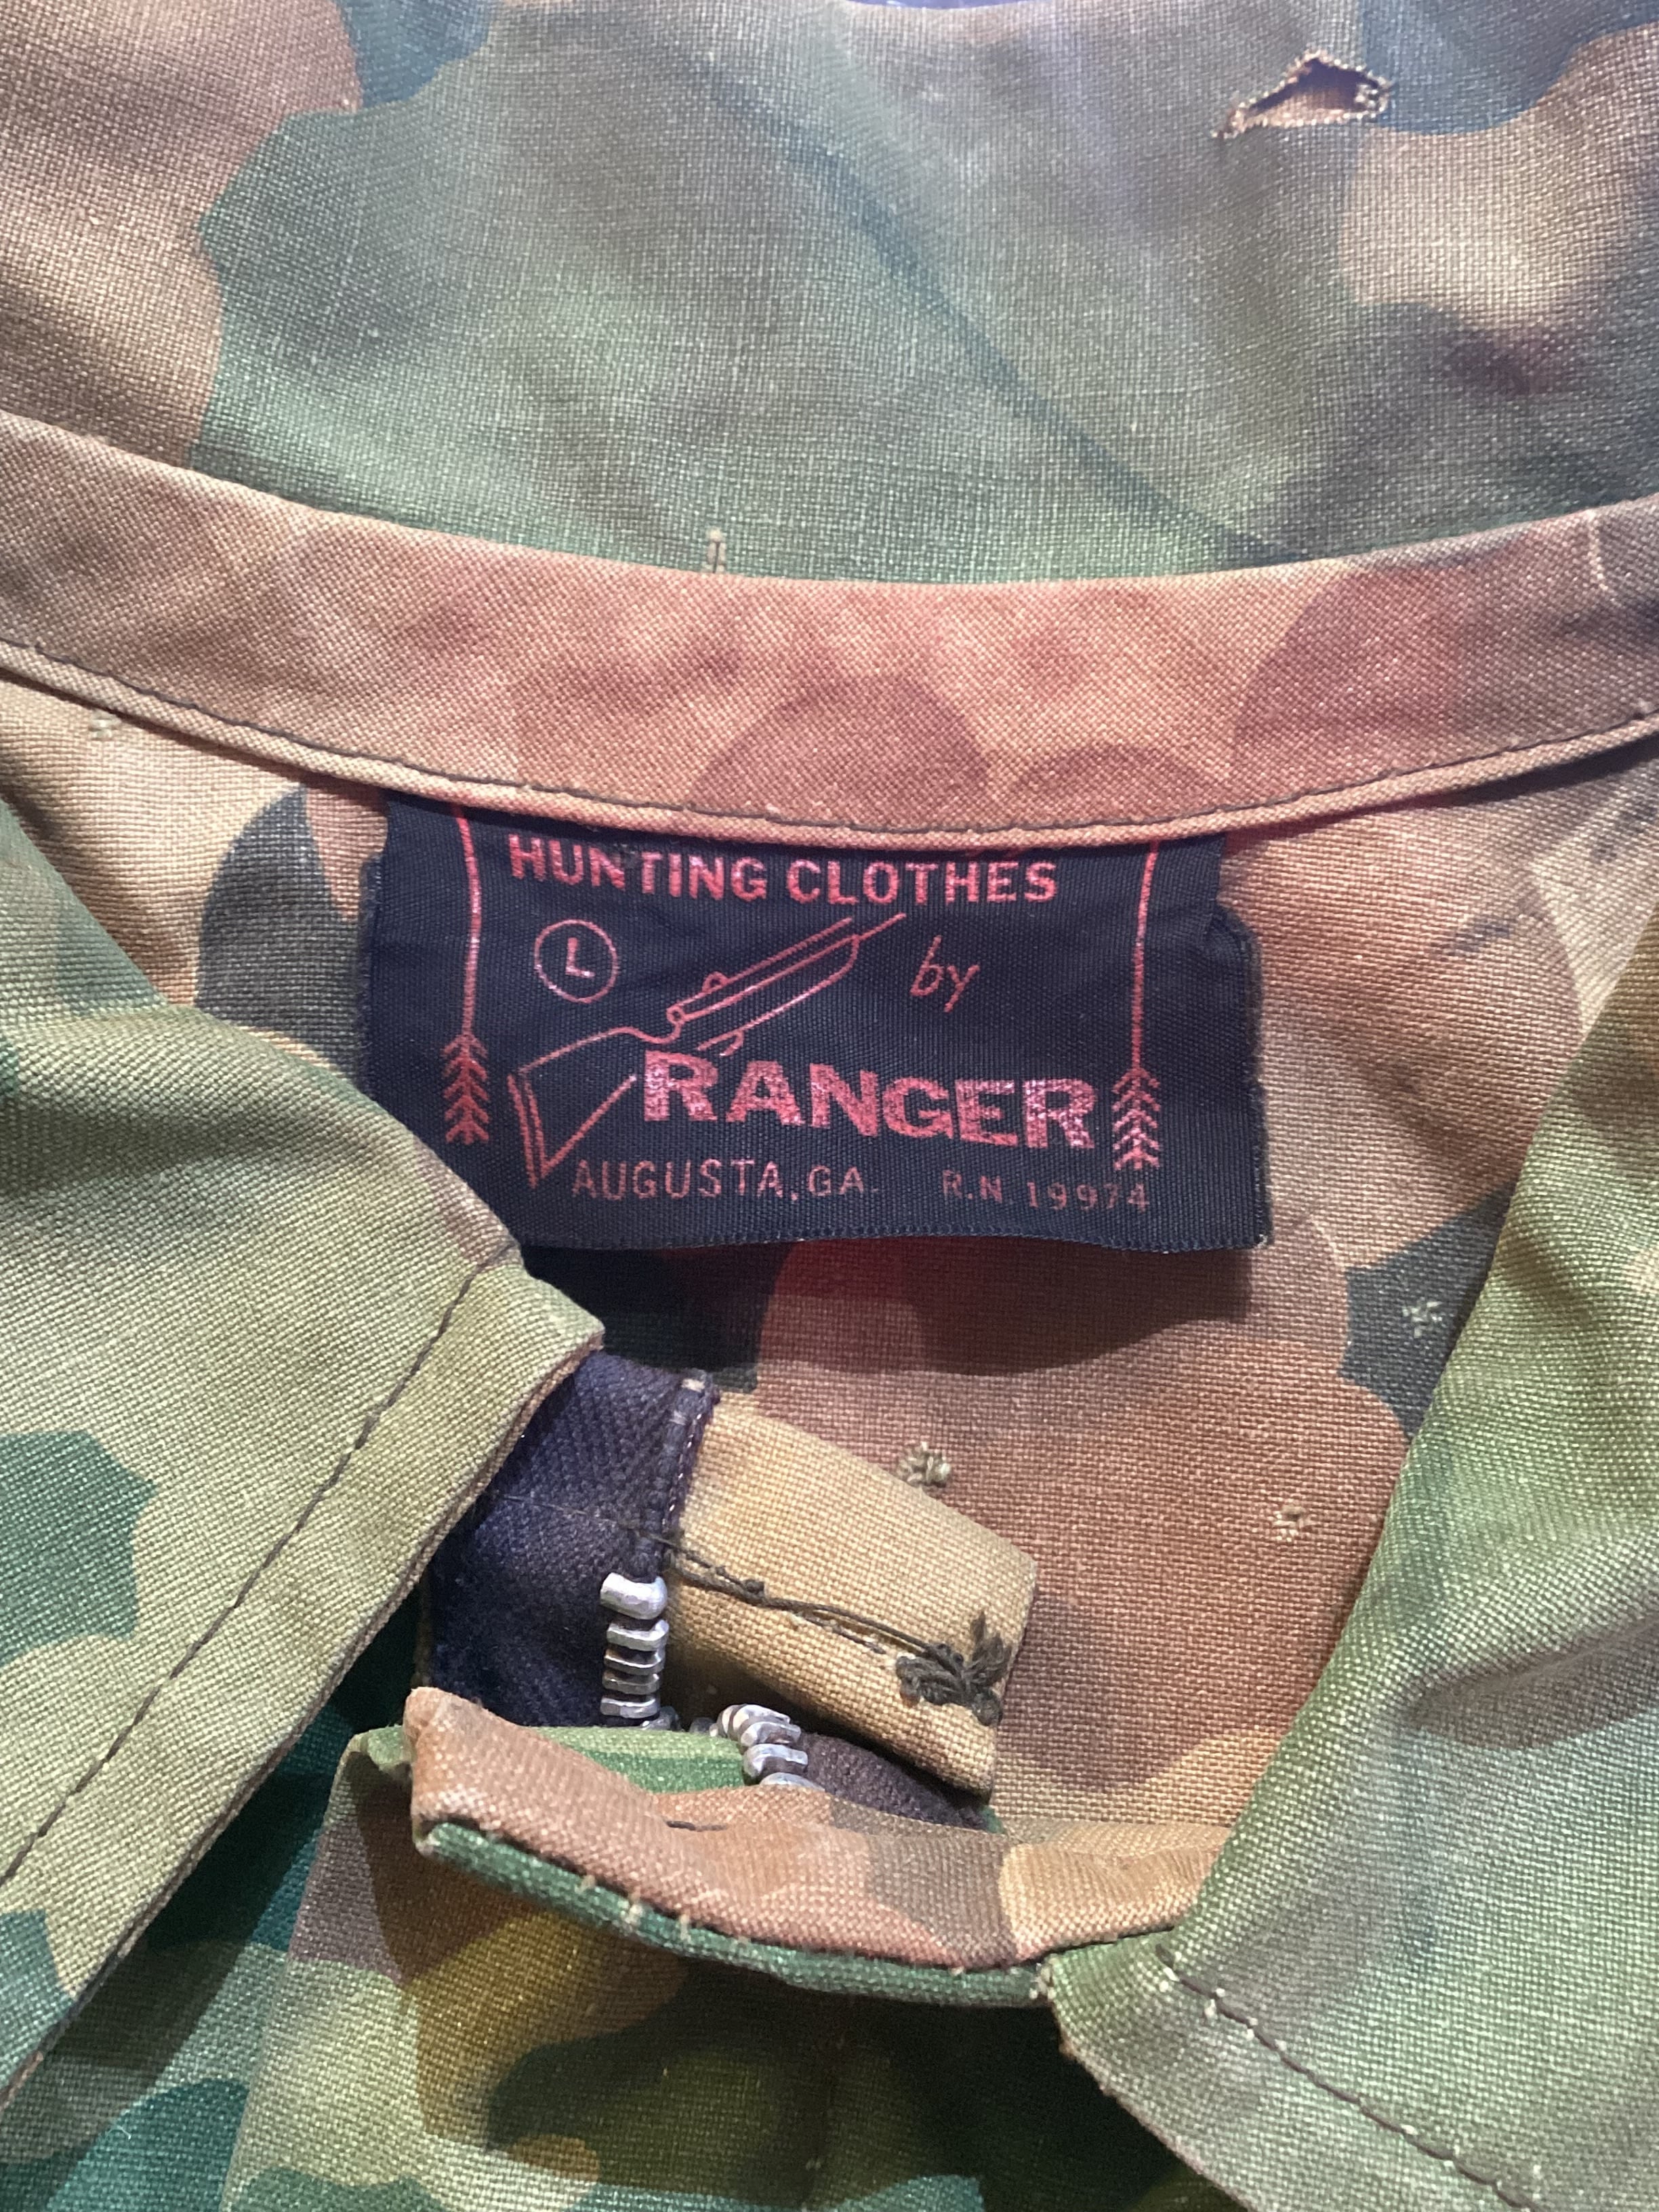 HUNTING CLOTHES
L
by
RANGER
AUGUSTA, GA. R.N. 19974